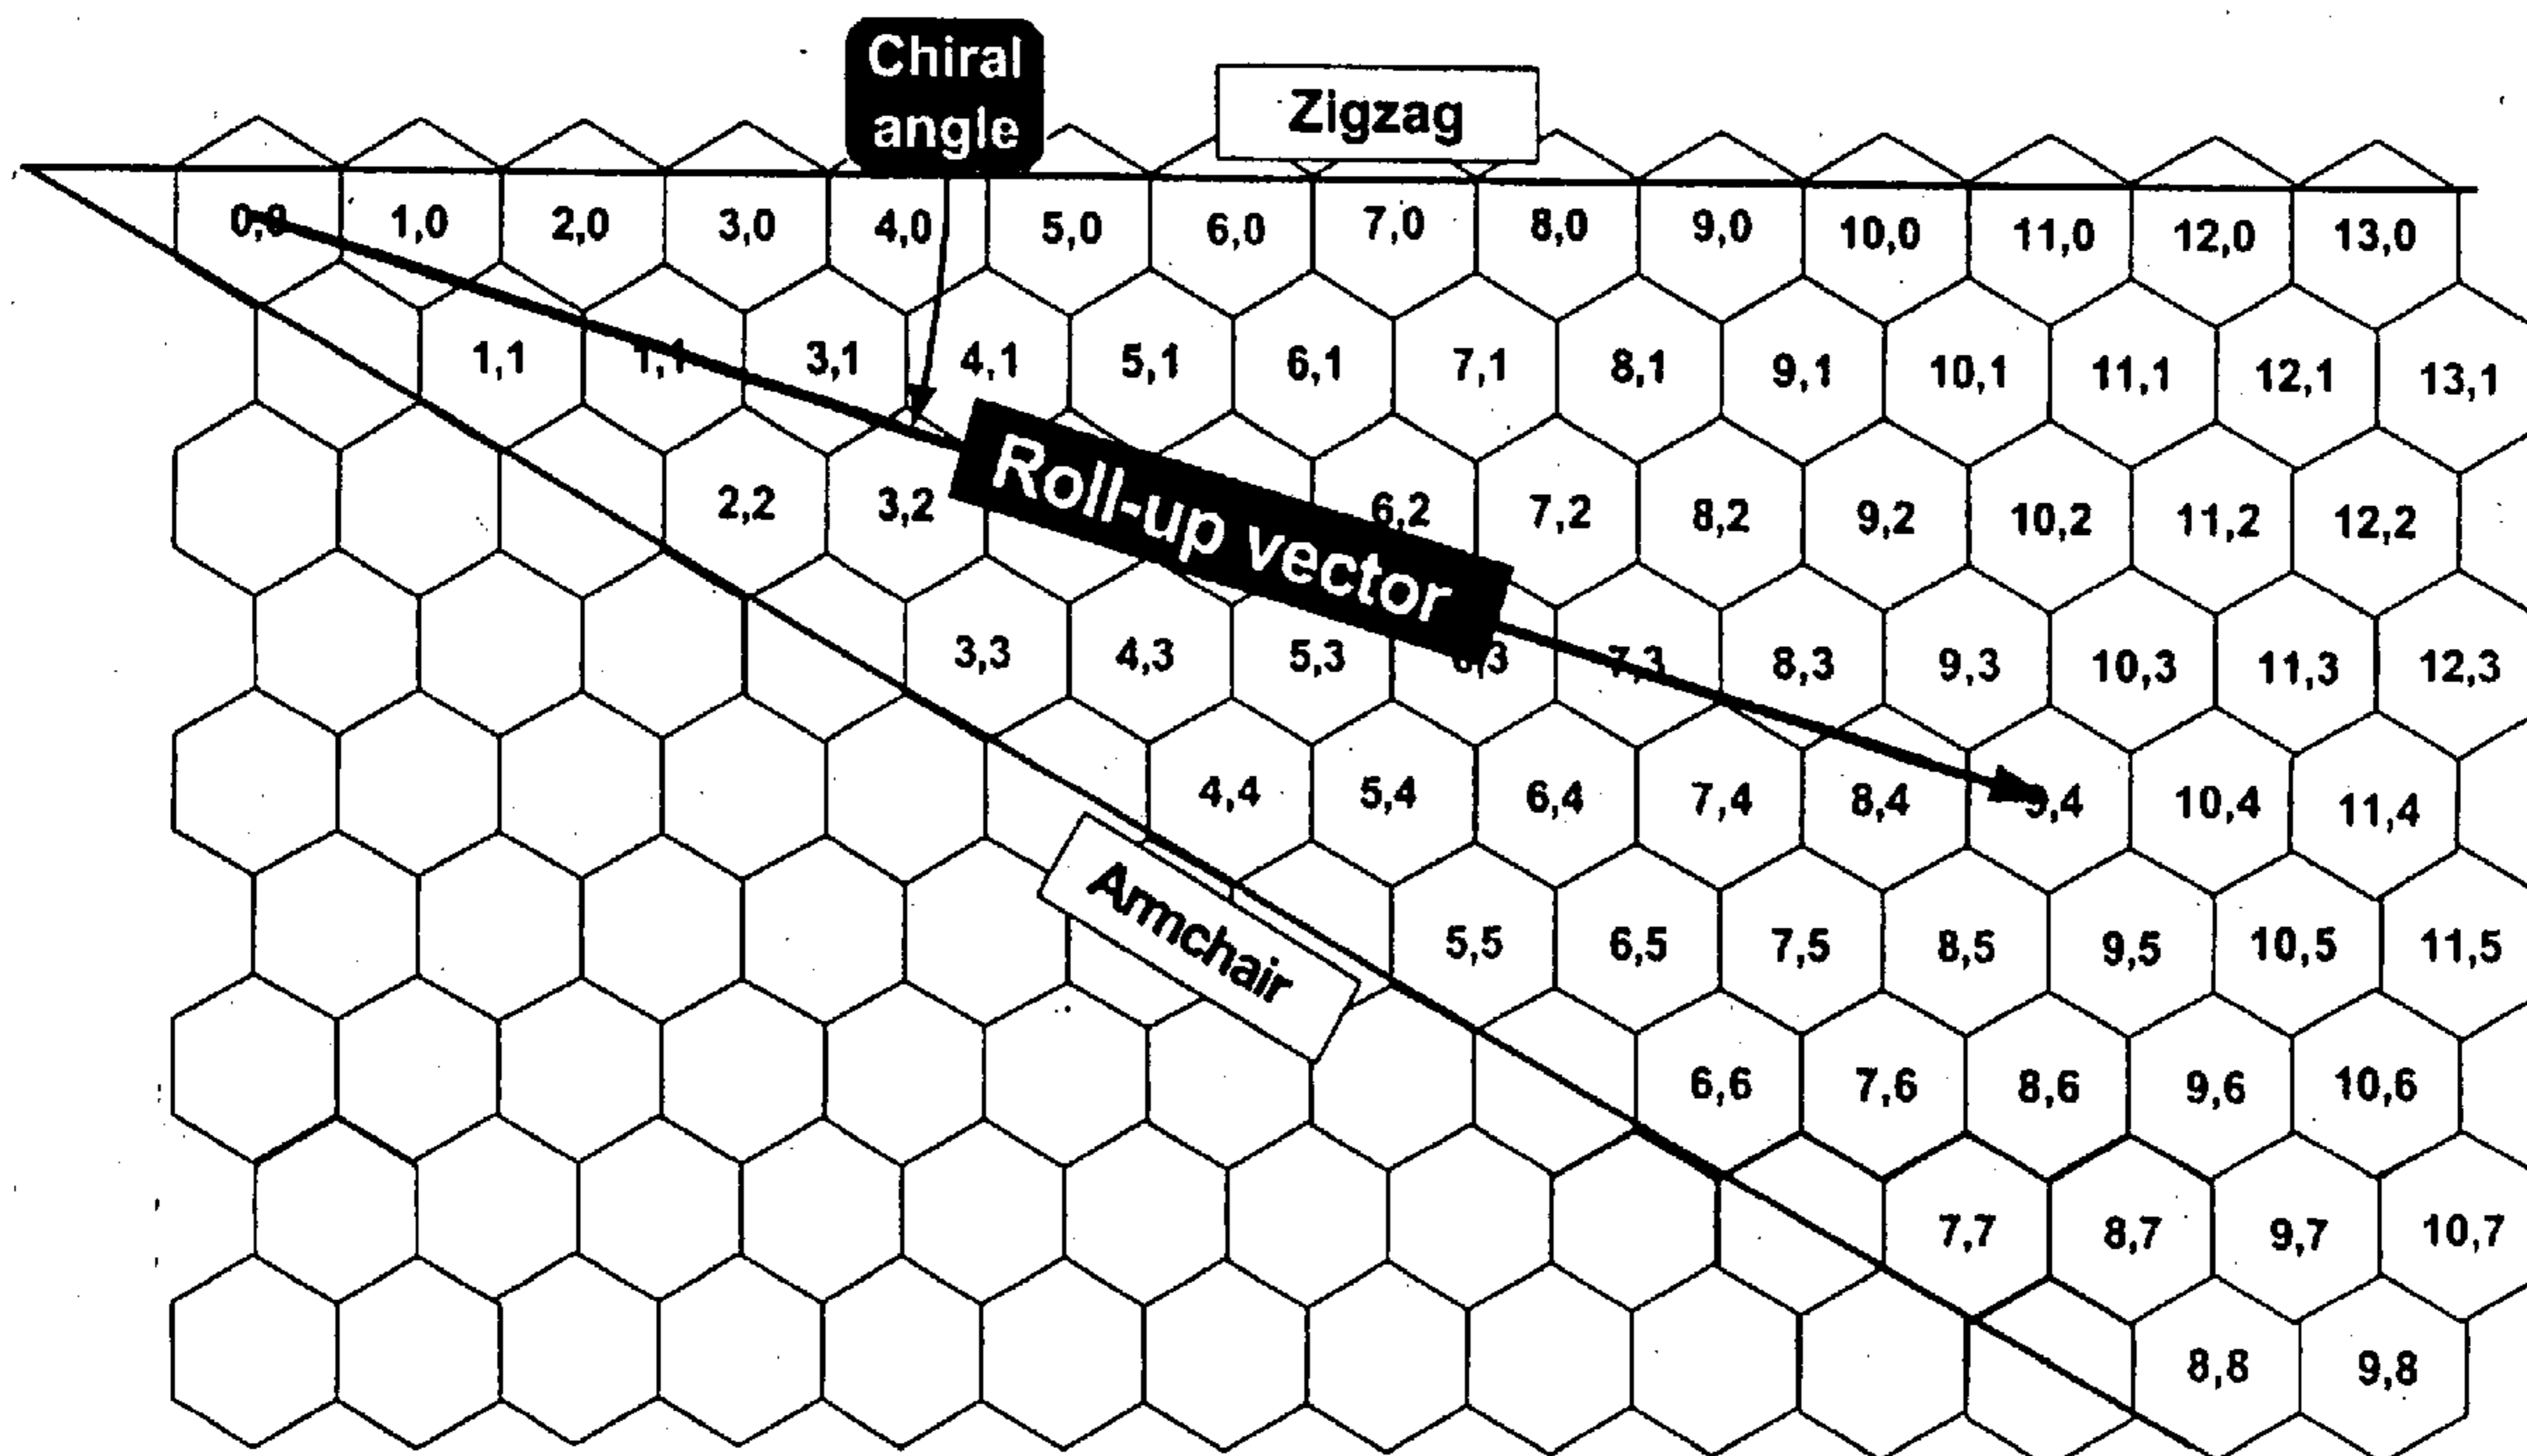 Chiral
angle
Zigzag
0,0 1,0 2,0 3,0 4,0 5,0 6,0 7,0 8,0 9,0 10,0 11,0 12,0 13,0
1,1 1,1 3,1 4,1 5,1 6,1 7,1 8,1 9,1 10,1 11,1 12,1 13,1
Roll-up vector
2,2 3,2 6,2 7,2 8,2 9,2 10,2 11,2 12,2
3,3 4,3 5,3 6,3 7,3 8,3 9,3 10,3 11,3 12,3
4,4 5,4 6,4 7,4 8,4 9,4 10,4 11,4
Armchair
5,5 6,5 7,5 8,5 9,5 10,5 11,5
6,6 7,6 8,6 9,6 10,6
7,7 8,7 9,7 10,7
8,8 9,8